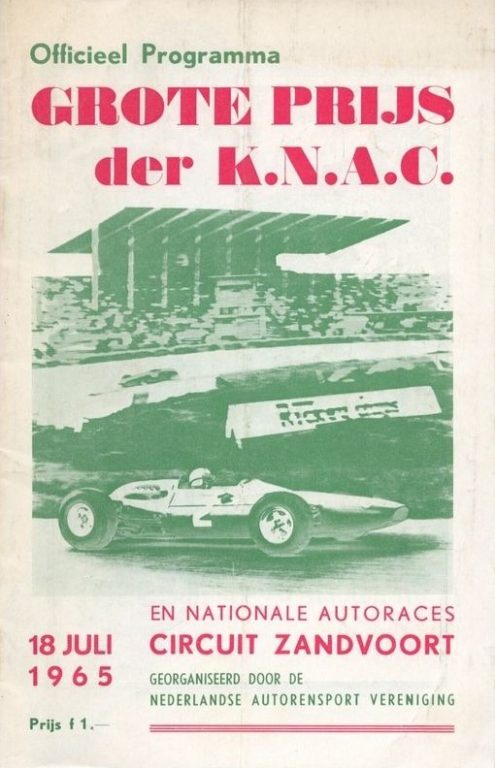 Officieel Programma
GROTE PRIJS
der K.N.A.C.
2
EN NATIONALE AUTORACES
18 JULI
CIRCUIT ZANDVOORT
1965
GEORGANISEERD DOOR DE
NEDERLANDSE AUTORENSPORT VERENIGING
Prijs f 1.—